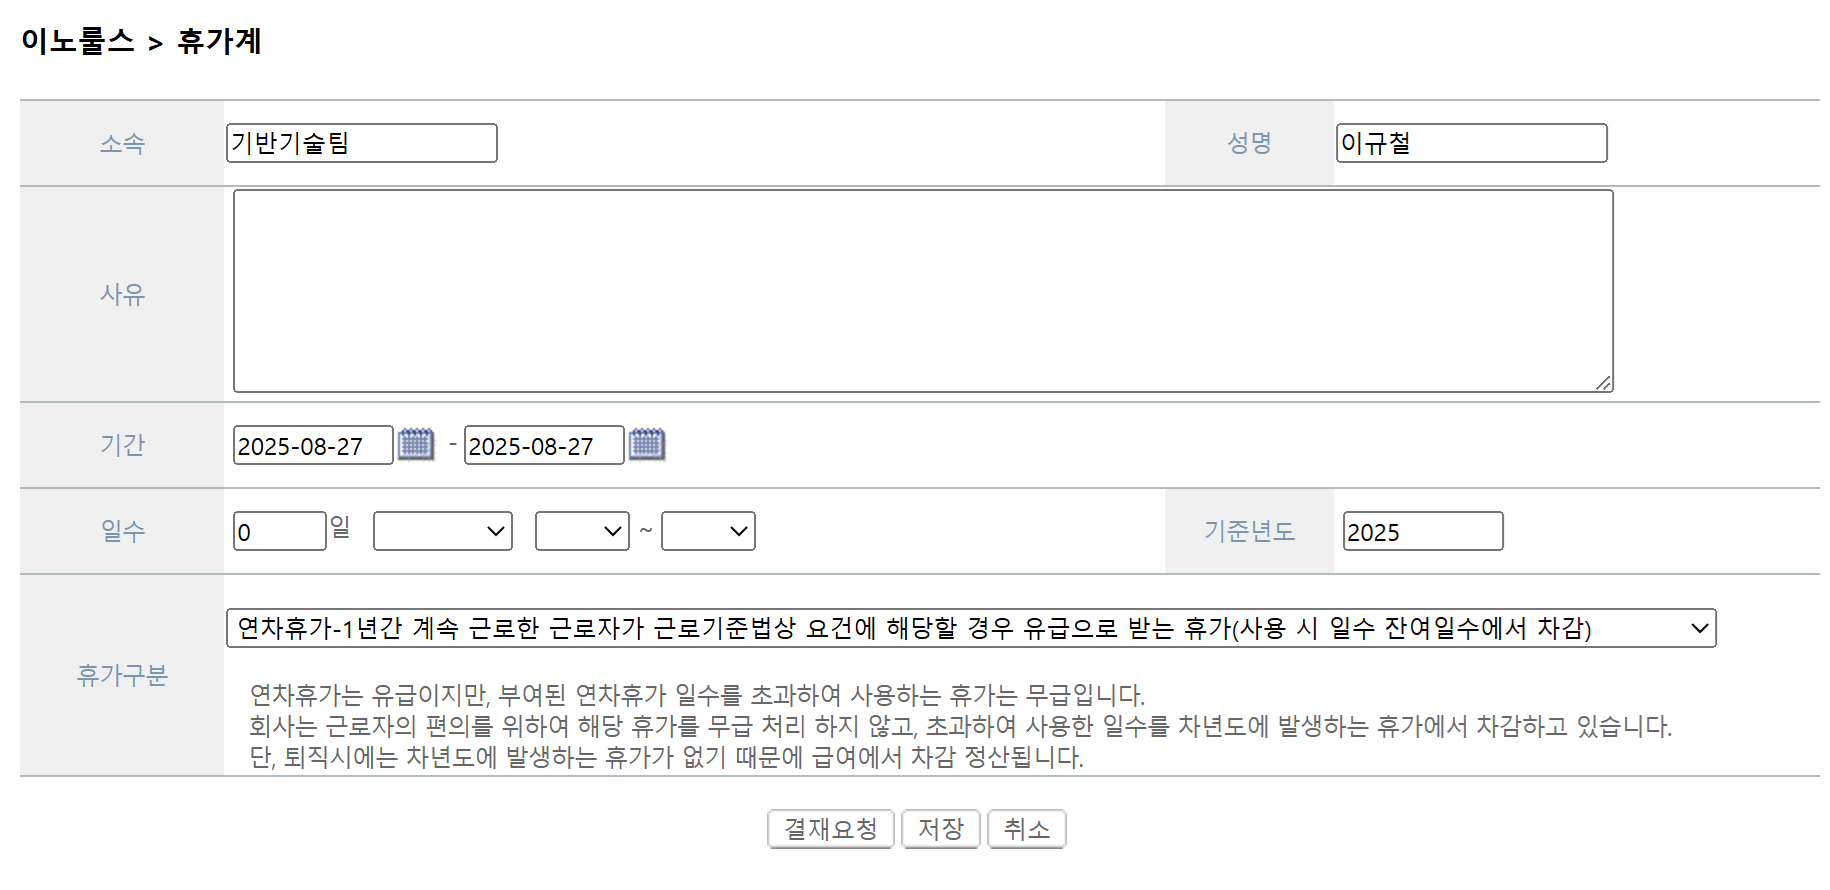 이노룰스 > 휴가계
소속 기반기술팀 성명 이규철
사유
기간 2025-08-27 - 2025-08-27
일수 0 일 ~ 기준년도 2025
휴가구분 연차휴가-1년간 계속 근로한 근로자가 근로기준법상 요건에 해당할 경우 유급으로 받는 휴가(사용 시 일수 잔여일수에서 차감)
연차휴가는 유급이지만, 부여된 연차휴가 일수를 초과하여 사용하는 휴가는 무급입니다.
회사는 근로자의 편의를 위하여 해당 휴가를 무급 처리 하지 않고, 초과하여 사용한 일수를 차년도에 발생하는 휴가에서 차감하고 있습니다.
단, 퇴직시에는 차년도에 발생하는 휴가가 없기 때문에 급여에서 차감 정산됩니다.
결재요청 저장 취소